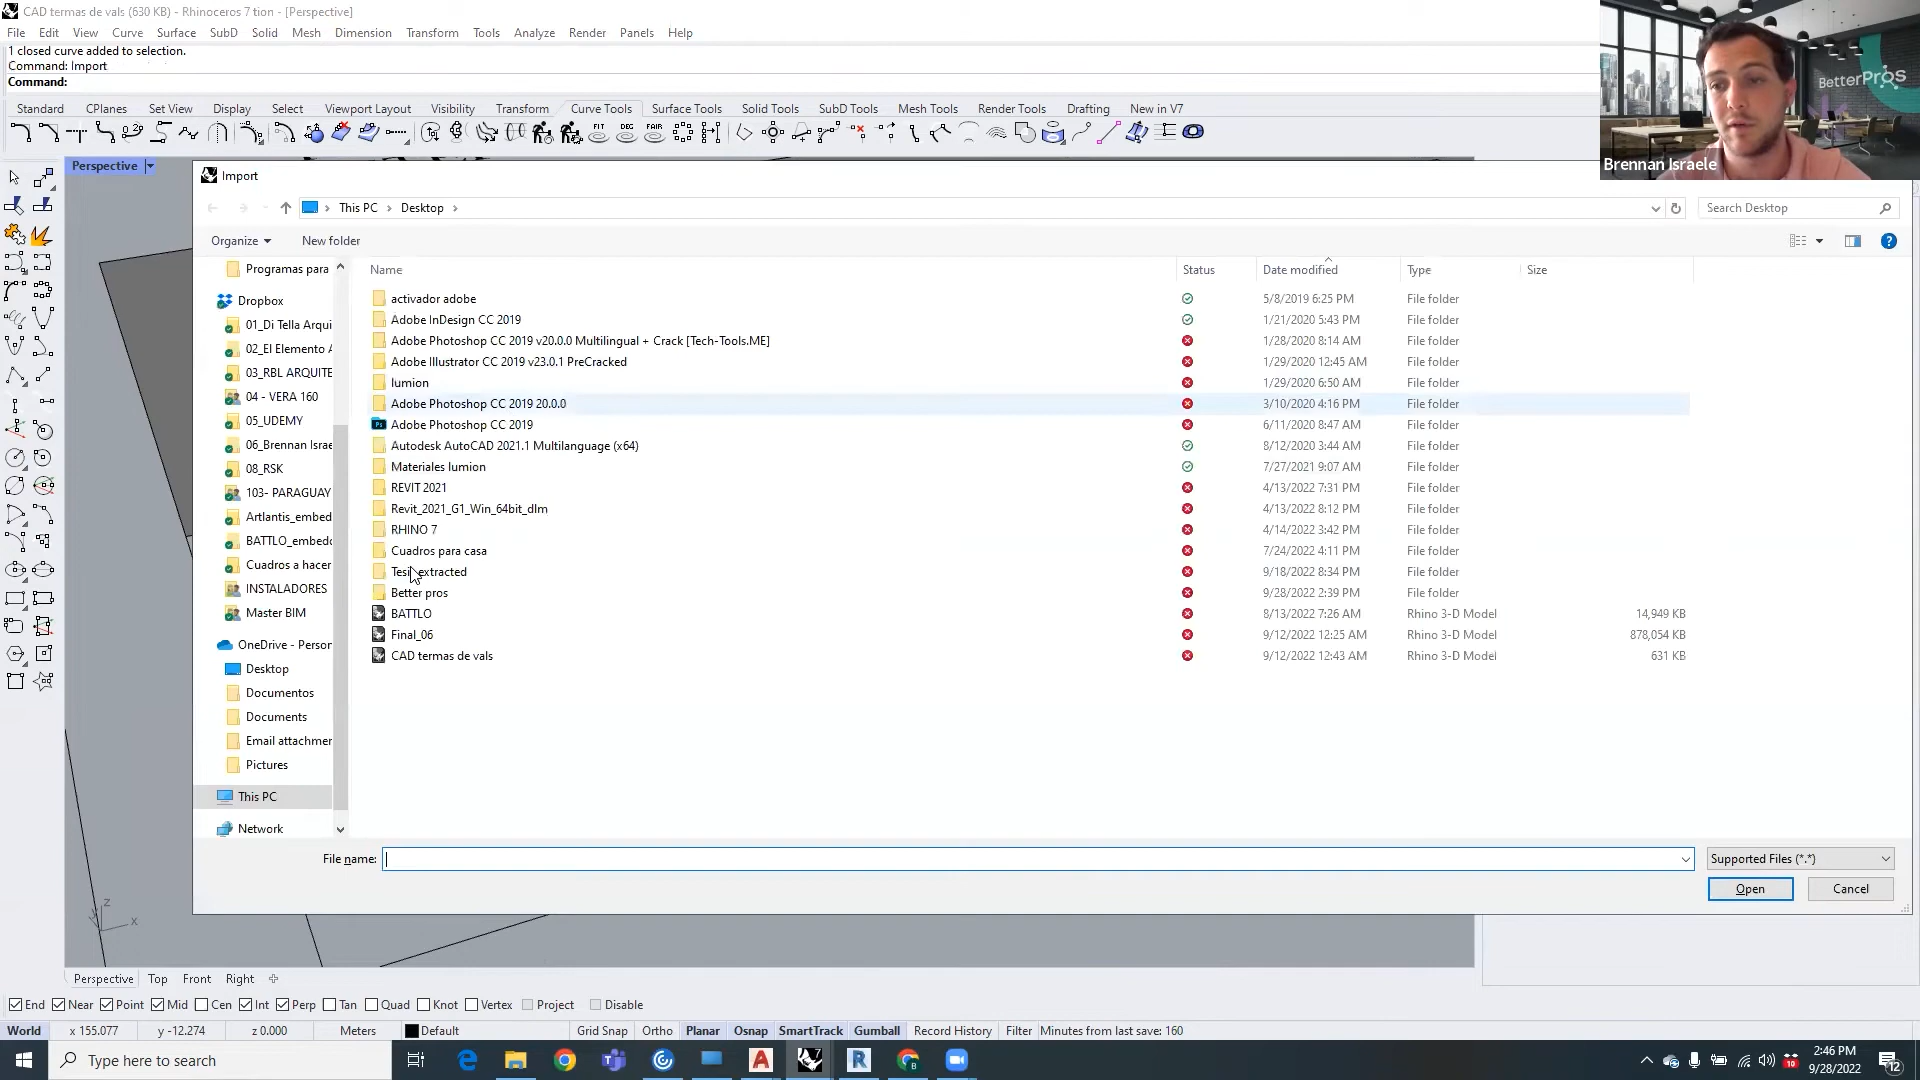 CAD termas de vals (630 KB) - Rhinoceros 7 tion - [Perspective]
File Edit View Curve Surface SubD Solid Mesh Dimension Transform Tools Analyze Render Panels Help
1 closed curve added to selection.
Command: Import
Command:
Standard CPlanes Set View Display Select Viewport Layout Visibility Transform Curve Tools Surface Tools Solid Tools SubD Tools Mesh Tools Render Tools Drafting New in V7
FIT DEG FAIR
BetterPros
Brennan Israele
Perspective
Import
This PC Desktop
Search Desktop
Organize New folder
Name Status Date modified Type Size
Programas para
Dropbox
01_Di Tella Arqui
02_El Elemento A
03_RBL ARQUITE
04 - VERA 160
05_UDEMY
06_Brennan Israe
08_RSK
103- PARAGUAY
Artlantis_embed
BATTLO_embedd
Cuadros a hacer
INSTALADORES
Master BIM
OneDrive - Person
Desktop
Documentos
Documents
Email attachmen
Pictures
This PC
Network
activador adobe 5/8/2019 6:25 PM File folder
Adobe InDesign CC 2019 1/21/2020 5:43 PM File folder
Adobe Photoshop CC 2019 v20.0.0 Multilingual + Crack [Tech-Tools.ME] 1/28/2020 8:14 AM File folder
Adobe Illustrator CC 2019 v23.0.1 PreCracked 1/29/2020 12:45 AM File folder
lumion 1/29/2020 6:50 AM File folder
Adobe Photoshop CC 2019 20.0.0 3/10/2020 4:16 PM File folder
Adobe Photoshop CC 2019 6/11/2020 8:47 AM File folder
Autodesk AutoCAD 2021.1 Multilanguage (x64) 8/12/2020 3:44 AM File folder
Materiales lumion 7/27/2021 9:07 AM File folder
REVIT 2021 4/13/2022 7:31 PM File folder
Revit_2021_G1_Win_64bit_dlm 4/13/2022 8:12 PM File folder
RHINO 7 4/14/2022 3:42 PM File folder
Cuadros para casa 7/24/2022 4:11 PM File folder
extracted 9/18/2022 8:34 PM File folder
Better pros 9/28/2022 2:39 PM File folder
BATTLO 8/13/2022 7:26 AM Rhino 3-D Model 14,949 KB
Final_06 9/12/2022 12:25 AM Rhino 3-D Model 878,054 KB
CAD termas de vals 9/12/2022 12:43 AM Rhino 3-D Model 631 KB
File name:
Supported Files (*.*)
Open Cancel
z
y
x
Perspective Top Front Right
End Near Point Mid Cen Int Perp Tan Quad Knot Vertex Project Disable
World x 155.077 y -12.274 z 0.000 Meters Default Grid Snap Ortho Planar Osnap SmartTrack Gumball Record History Filter Minutes from last save: 160
Type here to search
2:46 PM
9/28/2022
12